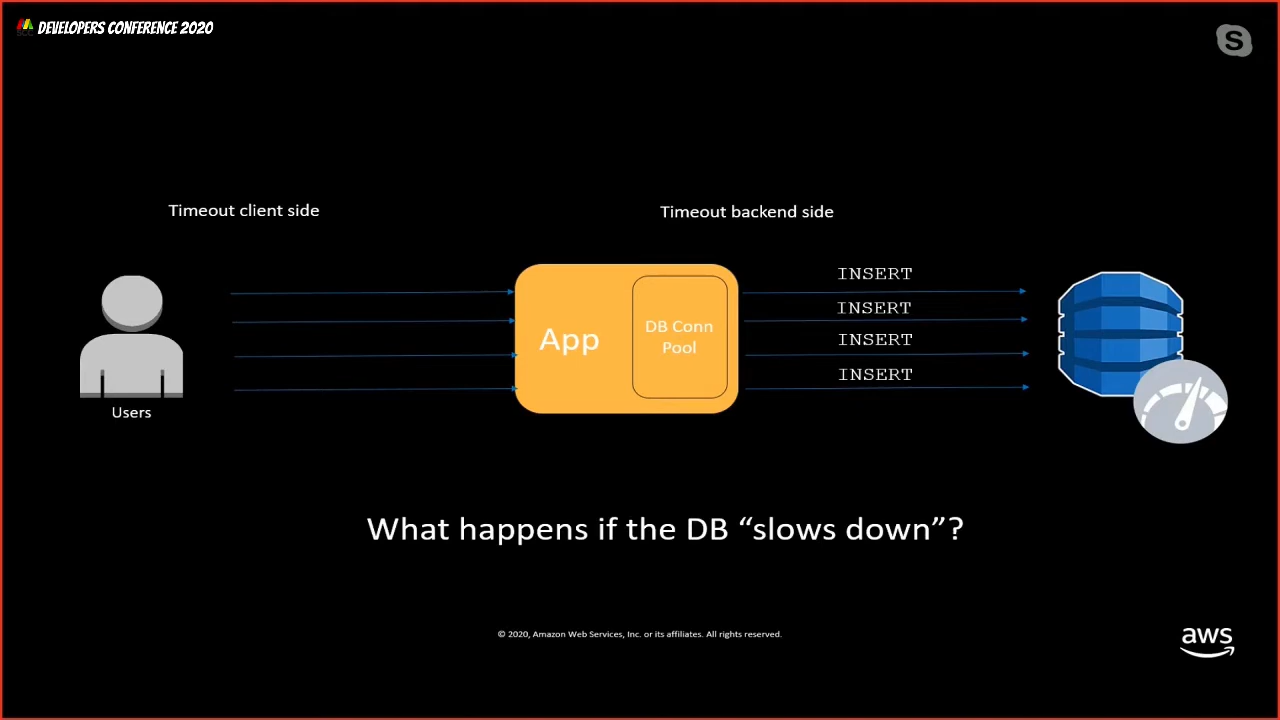 DEVELOPERS CONFERENCE 2020
S
Timeout client side
Timeout backend side
INSERT
INSERT
INSERT
INSERT
App
DB Conn
Pool
Users
What happens if the DB “slows down”?
© 2020, Amazon Web Services, Inc. or its affiliates. All rights reserved.
aws